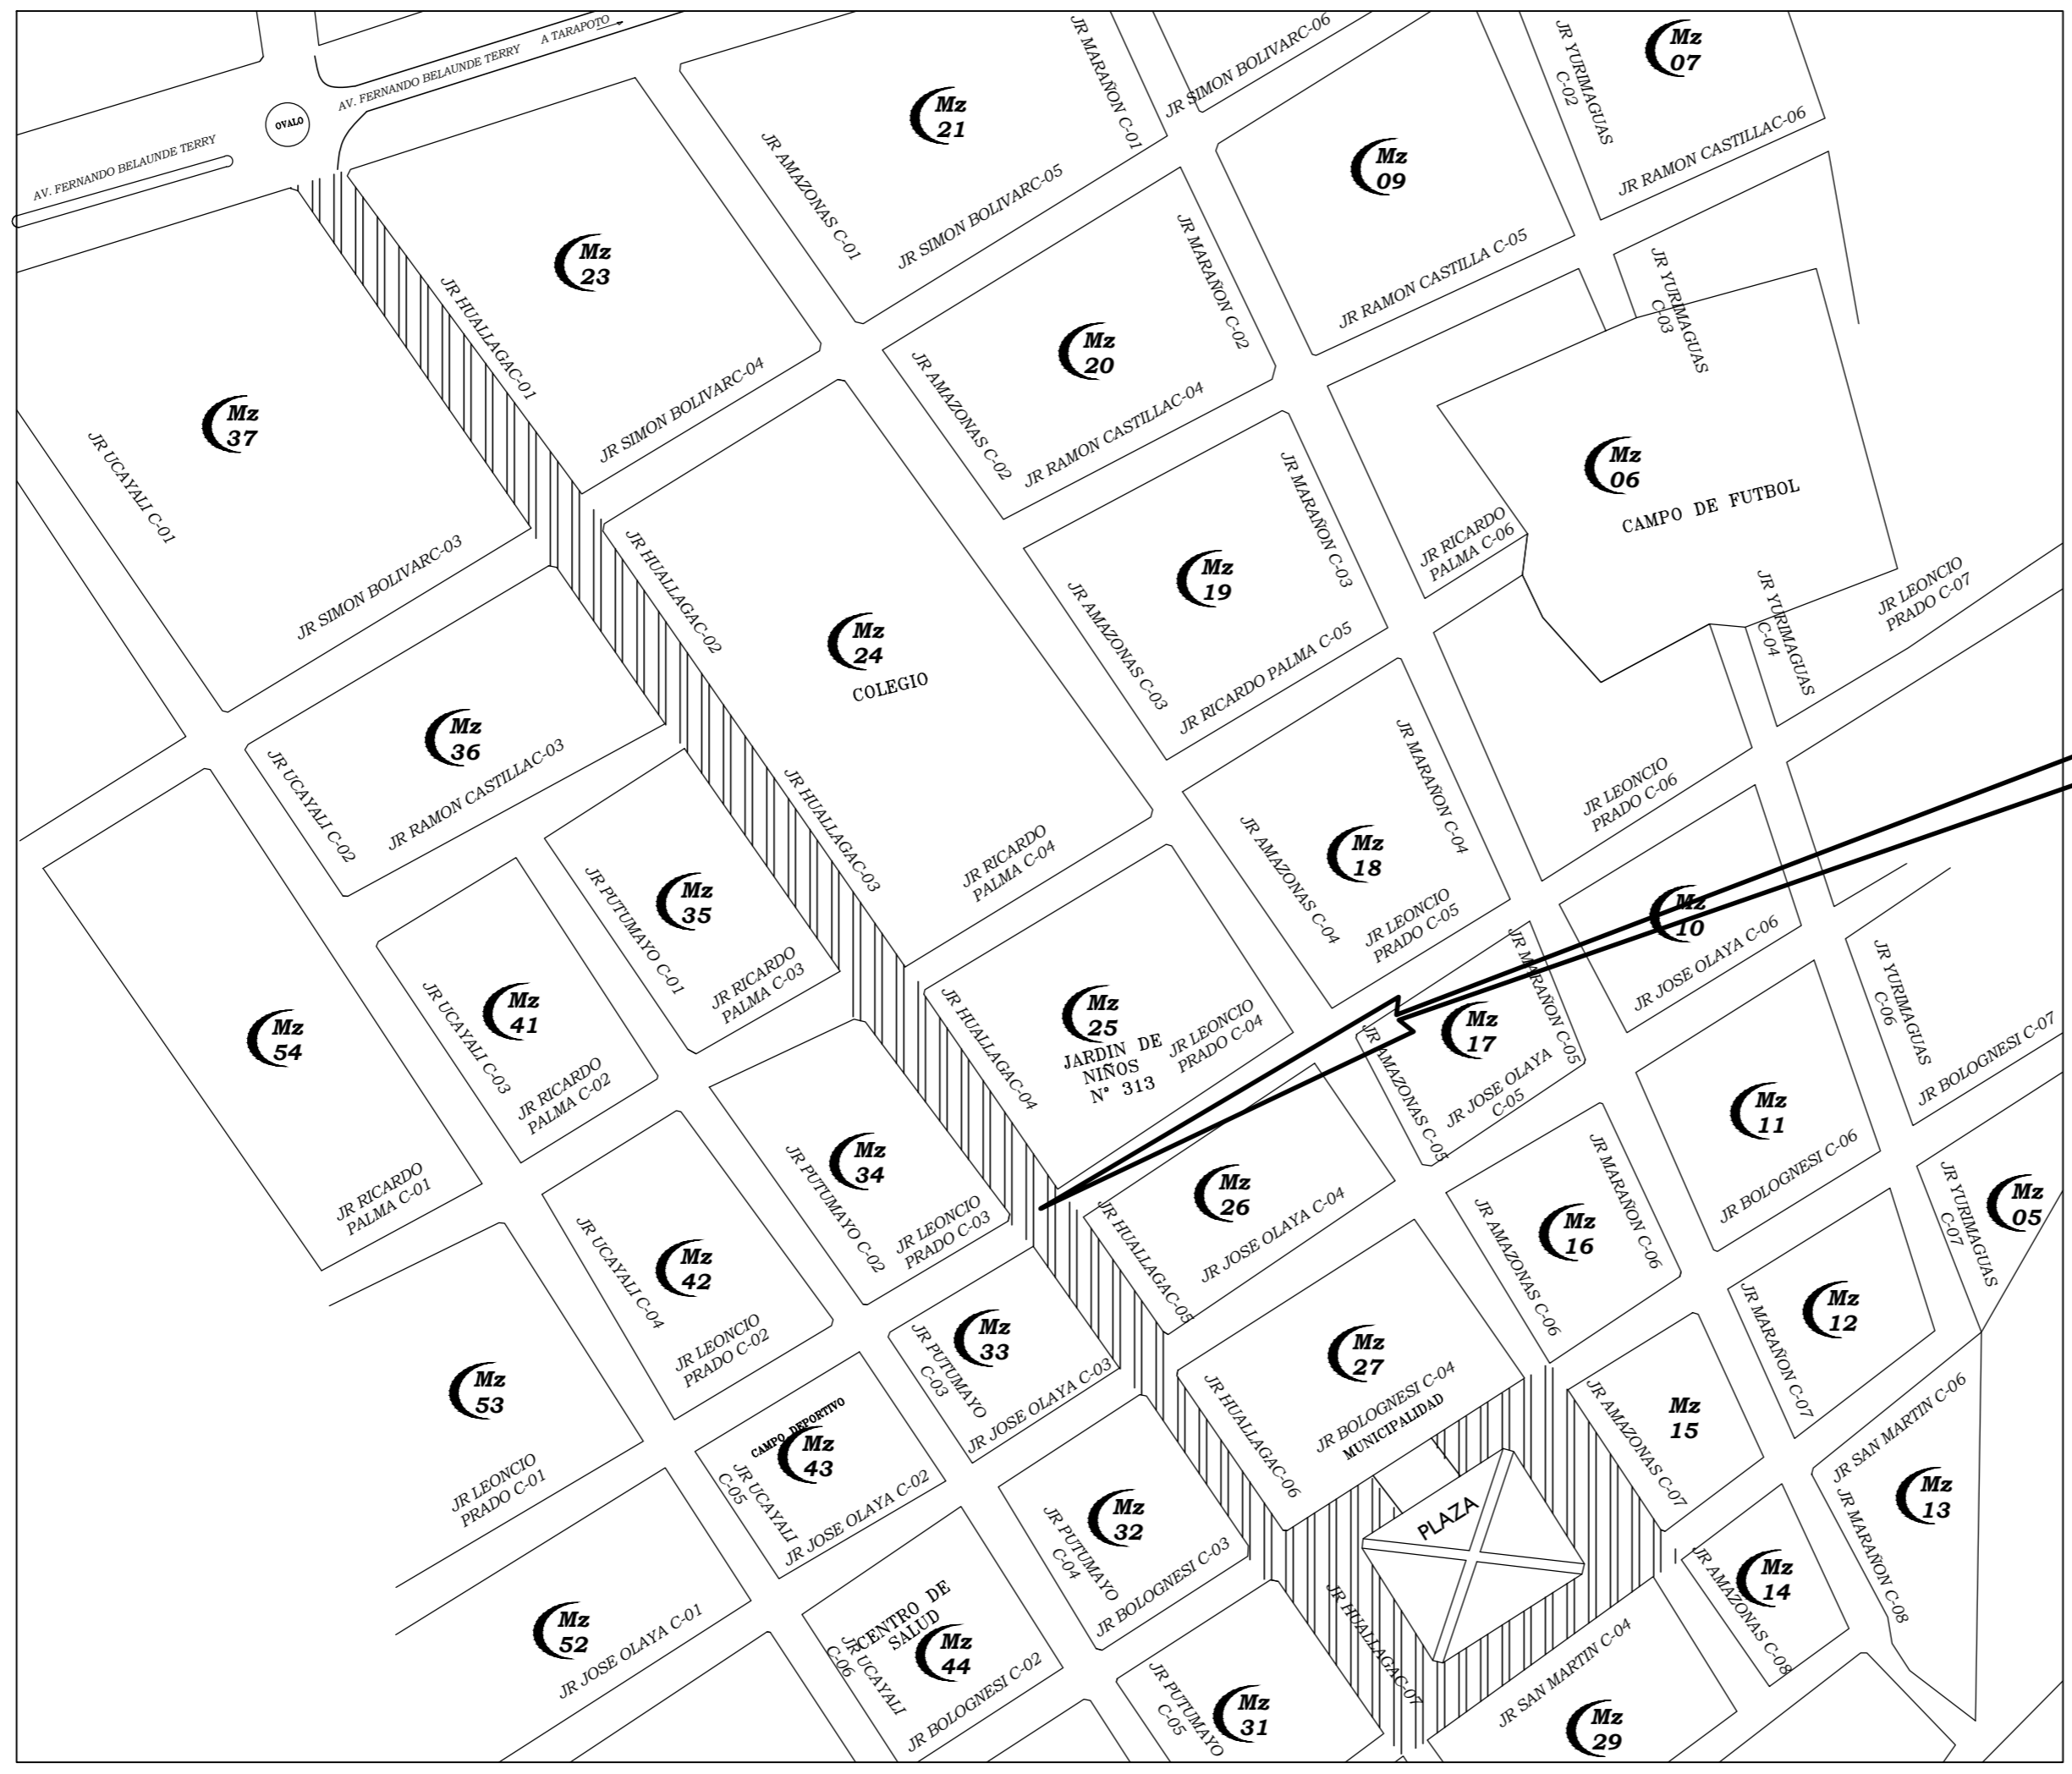 AV. FERNANDO BELAUNDE TERRY
A TARAPOTO
AV. FERNANDO BELAUNDE TERRY
OVALO
Mz
21
JR MARAÑON C-01
JR SIMON BOLIVARC-06
JR YURIMAGUAS
C-02
Mz
07
JR RAMON CASTILLAC-06
JR AMAZONAS C-01
JR SIMON BOLIVARC-05
Mz
09
JR RAMON CASTILLA C-05
Mz
23
JR HUALLAGAC-01
JR SIMON BOLIVARC-04
Mz
20
JR MARAÑON C-02
JR AMAZONAS C-02
JR RAMON CASTILLAC-04
JR YURIMAGUAS
C-03
Mz
37
JR UCAYALI C-01
JR SIMON BOLIVARC-03
Mz
06
CAMPO DE FUTBOL
JR RICARDO
PALMA C-06
JR YURIMAGUAS
C-04
JR LEONCIO
PRADO C-07
Mz
19
JR MARAÑON C-03
JR AMAZONAS C-03
JR RICARDO PALMA C-05
Mz
24
COLEGIO
JR HUALLAGAC-02
JR HUALLAGAC-03
JR RICARDO
PALMA C-04
Mz
36
JR UCAYALI C-02
JR RAMON CASTILLAC-03
Mz
18
JR MARAÑON C-04
JR AMAZONAS C-04
JR LEONCIO
PRADO C-05
JR LEONCIO
PRADO C-06
Mz
35
JR PUTUMAYO C-01
JR RICARDO
PALMA C-03
Mz
10
JR JOSE OLAYA C-06
JR YURIMAGUAS
C-06
JR BOLOGNESI C-07
Mz
54
JR RICARDO
PALMA C-01
Mz
41
JR UCAYALI C-03
JR RICARDO
PALMA C-02
Mz
25
JARDIN DE
NIÑOS
N° 313
JR HUALLAGAC-04
JR LEONCIO
PRADO C-04
Mz
17
JR MARAÑON C-05
JR AMAZONAS C-05
JR JOSE OLAYA
C-05
Mz
11
JR BOLOGNESI C-06
Mz
34
JR PUTUMAYO C-02
JR LEONCIO
PRADO C-03
Mz
26
JR HUALLAGAC-05
JR JOSE OLAYA C-04
Mz
16
JR MARAÑON C-06
JR AMAZONAS C-06
JR YURIMAGUAS
C-07
Mz
05
Mz
42
JR UCAYALI C-04
JR LEONCIO
PRADO C-02
Mz
33
JR PUTUMAYO
C-03
JR JOSE OLAYA C-03
Mz
27
JR HUALLAGAC-06
JR BOLOGNESI C-04
MUNICIPALIDAD
Mz
12
JR MARAÑON C-07
Mz
53
JR LEONCIO
PRADO C-01
CAMPO DEPORTIVO
Mz
43
JR UCAYALI
C-05
JR JOSE OLAYA C-02
Mz
15
JR AMAZONAS C-07
JR SAN MARTIN C-06
Mz
13
JR MARAÑON C-08
Mz
32
JR PUTUMAYO
C-04
JR BOLOGNESI C-03
PLAZA
JR HUALLAGAC-07
Mz
14
JR AMAZONAS C-08
Mz
52
JR JOSE OLAYA C-01
CENTRO DE
SALUD
Mz
44
JR UCAYALI
C-06
JR BOLOGNESI C-02
Mz
31
JR PUTUMAYO
C-05
JR SAN MARTIN C-04
Mz
29